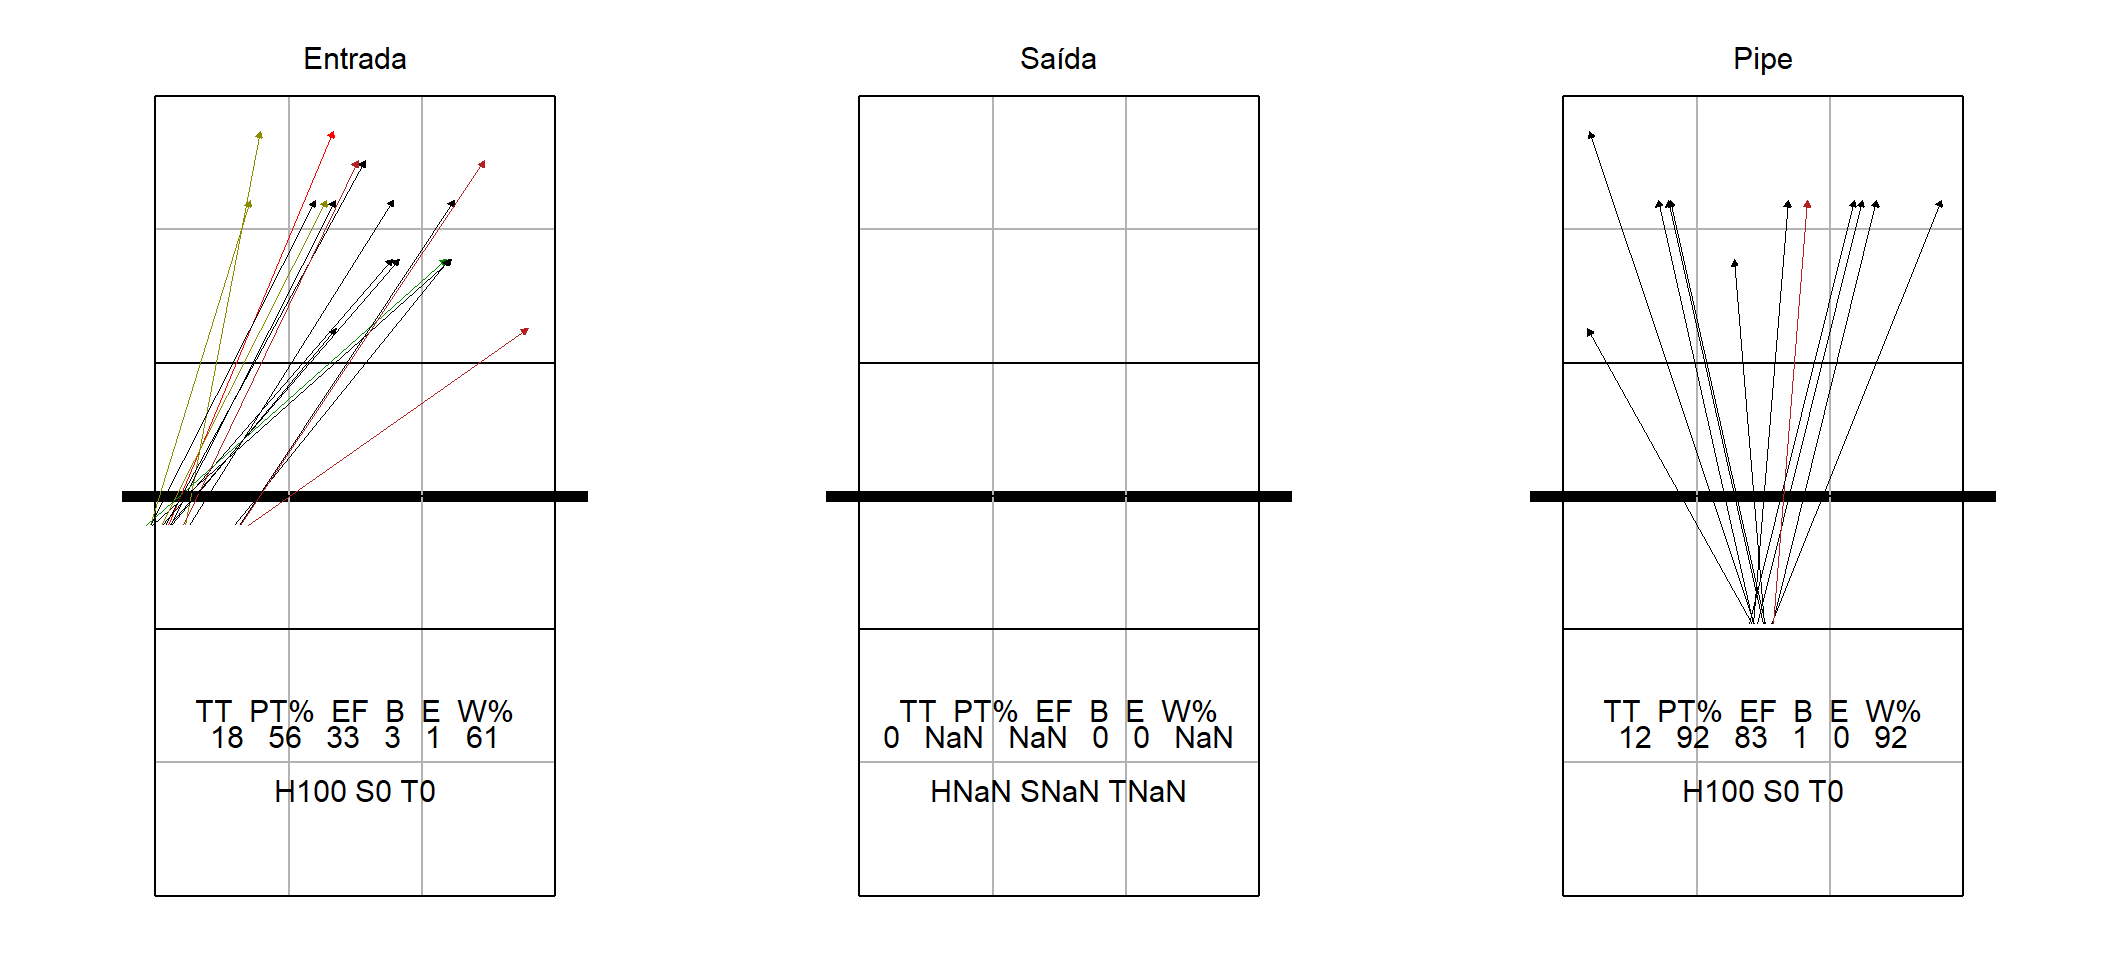 Entrada
TT PT% EF B E W%
18 56 33 3 1 61
H100 S0 T0
Saída
TT PT% EF B E W%
0 NaN NaN 0 0 NaN
HNaN SNaN TNaN
Pipe
TT PT% EF B E W%
12 92 83 1 0 92
H100 S0 T0